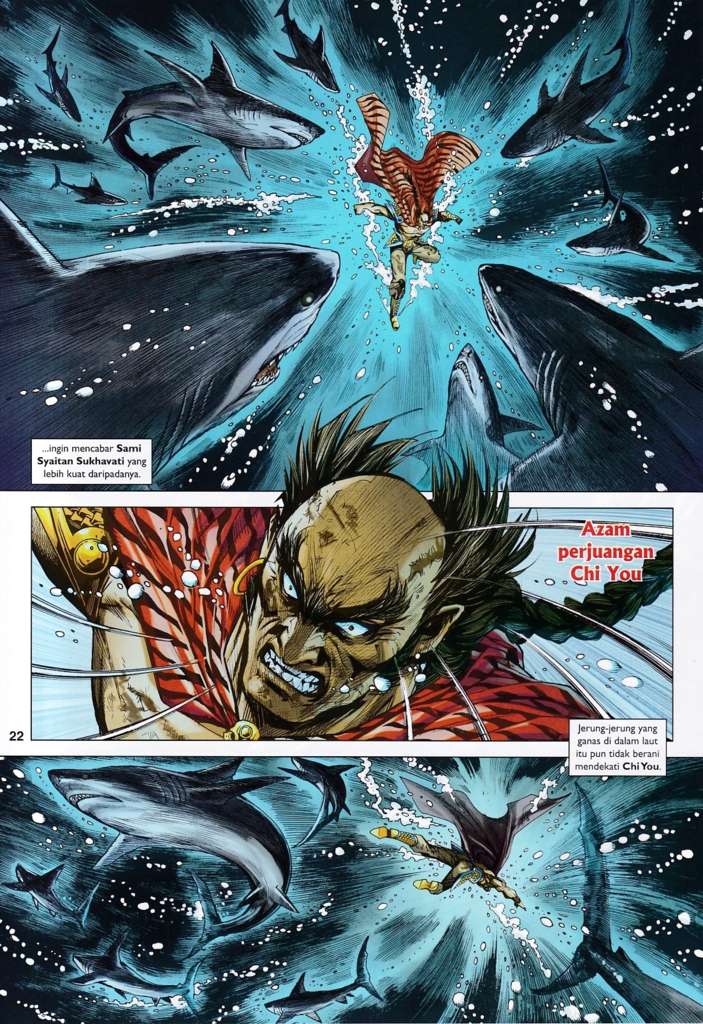 ...ingin mencabar Sami
Syaitan Sukhavati yang
lebih kuat daripadanya.
Azam
perjuangan
Chi You
22
Jerung-jerung yang
ganas di dalam laut
itu pun tidak berani
mendekati Chi You.